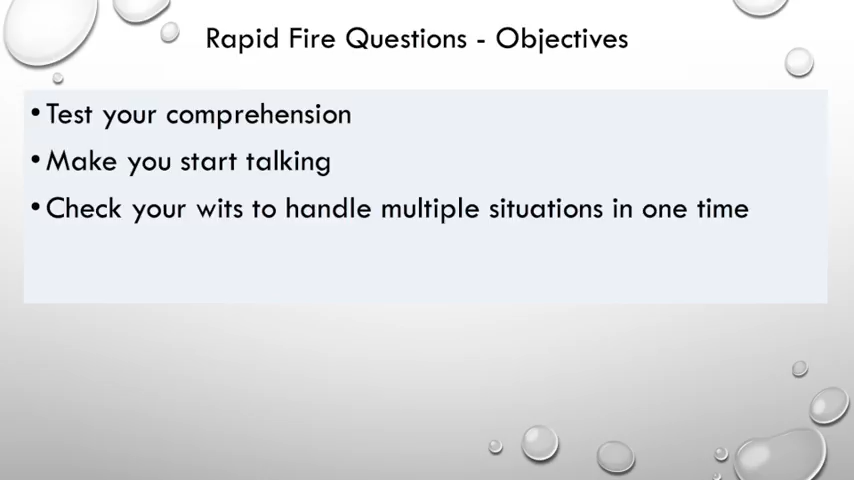 Rapid Fire Questions - Objectives
• Test your comprehension
• Make you start talking
• Check your wits to handle multiple situations in one time